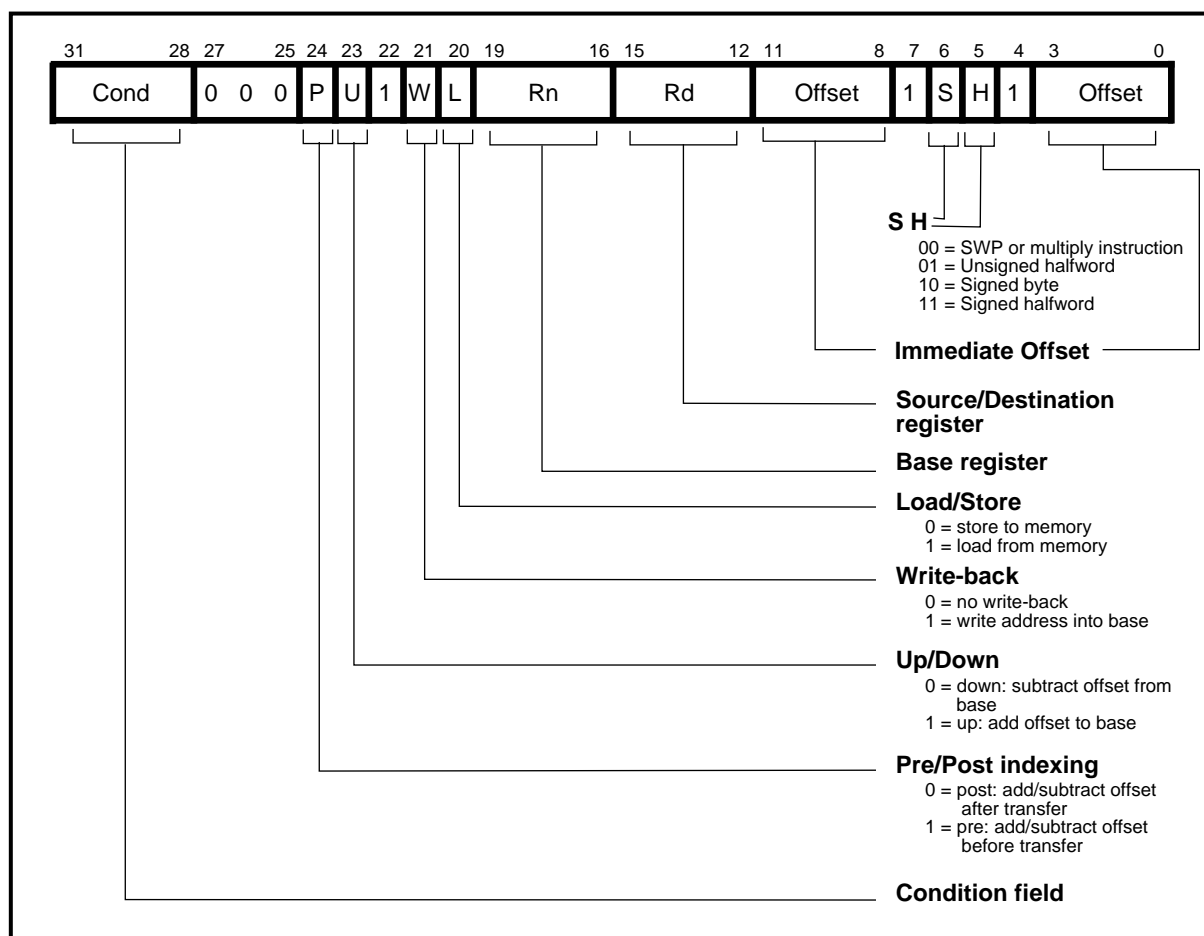 31 28 27 25 24 23 22 21 20 19 16 15 12 11 8 7 6 5 4 3 0
Cond 0 0 0 P U 1 W L Rn Rd Offset 1 S H 1 Offset
S H
00 = SWP or multiply instruction
01 = Unsigned halfword
10 = Signed byte
11 = Signed halfword
Immediate Offset
Source/Destination
register
Base register
Load/Store
0 = store to memory
1 = load from memory
Write-back
0 = no write-back
1 = write address into base
Up/Down
0 = down: subtract offset from
base
1 = up: add offset to base
Pre/Post indexing
0 = post: add/subtract offset
after transfer
1 = pre: add/subtract offset
before transfer
Condition field